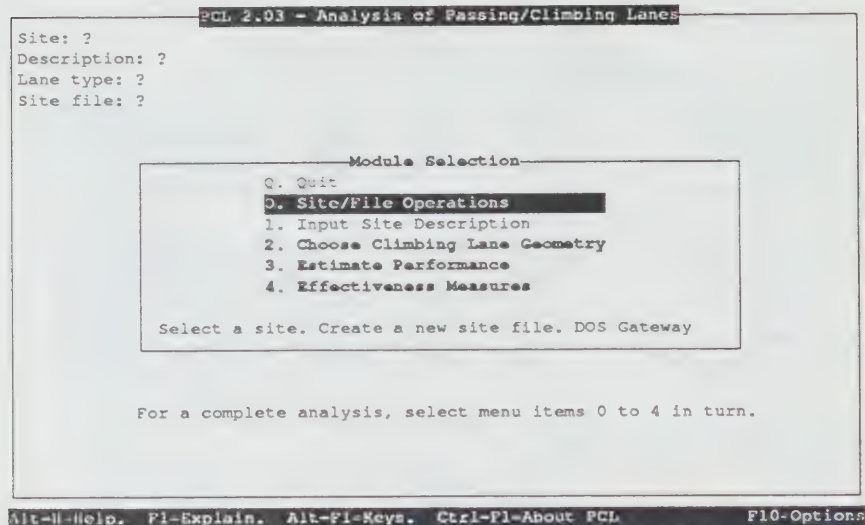 PCL 2.03 - Analysis of Passing/Climbing Lanes
Site: ?
Description: ?
Lane type: ?
Site file: ?
Module Selection
Q. Quit
0. Site/File Operations
1. Input Site Description
2. Choose Climbing Lane Geometry
3. Estimate Performance
4. Effectiveness Measures
Select a site. Create a new site file. DOS Gateway
For a complete analysis, select menu items 0 to 4 in turn.
Alt-H-Help. F1-Explain. Alt-F1-Keys. Ctrl-F1-About PCL F10-Options